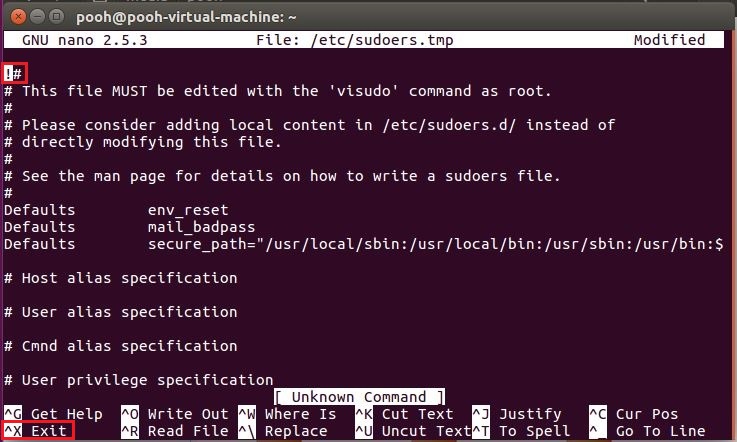 pooh@pooh-virtual-machine: ~
GNU nano 2.5.3 File: /etc/sudoers.tmp Modified
!#
# This file MUST be edited with the 'visudo' command as root.
#
# Please consider adding local content in /etc/sudoers.d/ instead of
# directly modifying this file.
#
# See the man page for details on how to write a sudoers file.
#
Defaults env_reset
Defaults mail_badpass
Defaults secure_path="/usr/local/sbin:/usr/local/bin:/usr/sbin:/usr/bin:$
# Host alias specification
# User alias specification
# Cmnd alias specification
# User privilege specification
[ Unknown Command ]
^G Get Help ^O Write Out ^W Where Is ^K Cut Text ^J Justify ^C Cur Pos
^X Exit ^R Read File ^\ Replace ^U Uncut Text ^T To Spell ^_ Go To Line